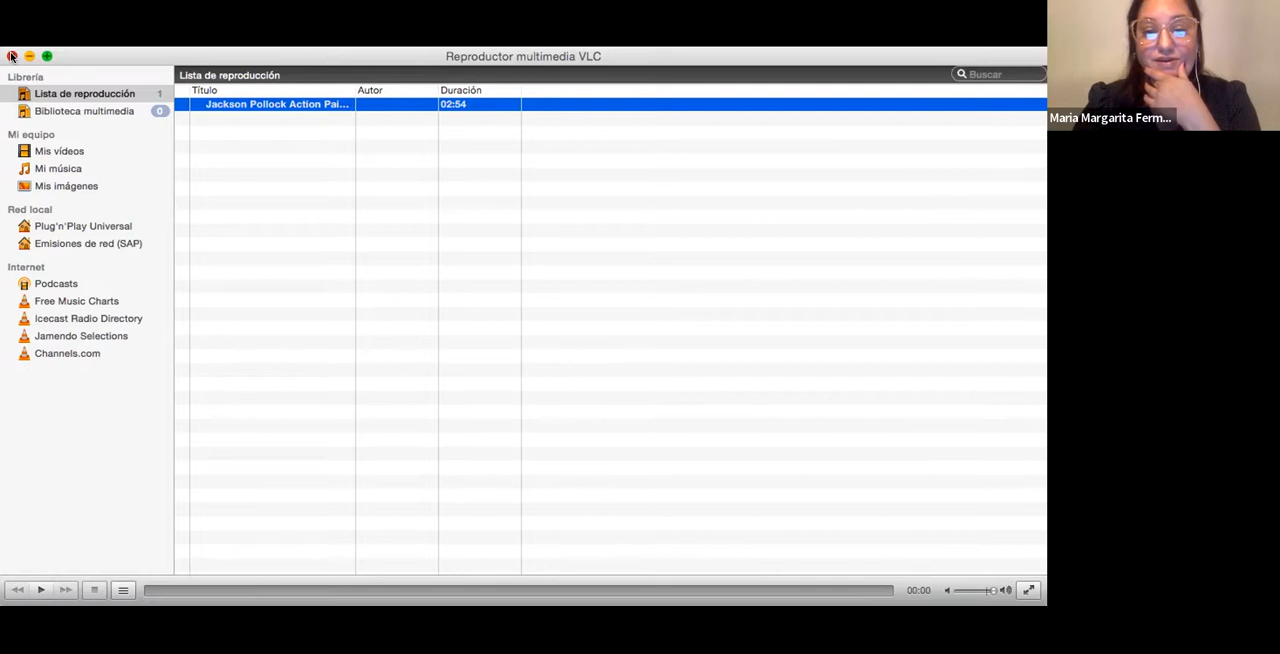 Reproductor multimedia VLC
Librería
Lista de reproducción 1
Biblioteca multimedia 0
Mi equipo
Mis vídeos
Mi música
Mis imágenes
Red local
Plug'n'Play Universal
Emisiones de red (SAP)
Internet
Podcasts
Free Music Charts
Icecast Radio Directory
Jamendo Selections
Channels.com
Lista de reproducción
Buscar
Título Autor Duración
Jackson Pollock Action Pai... 02:54
00:00
Maria Margarita Ferm...